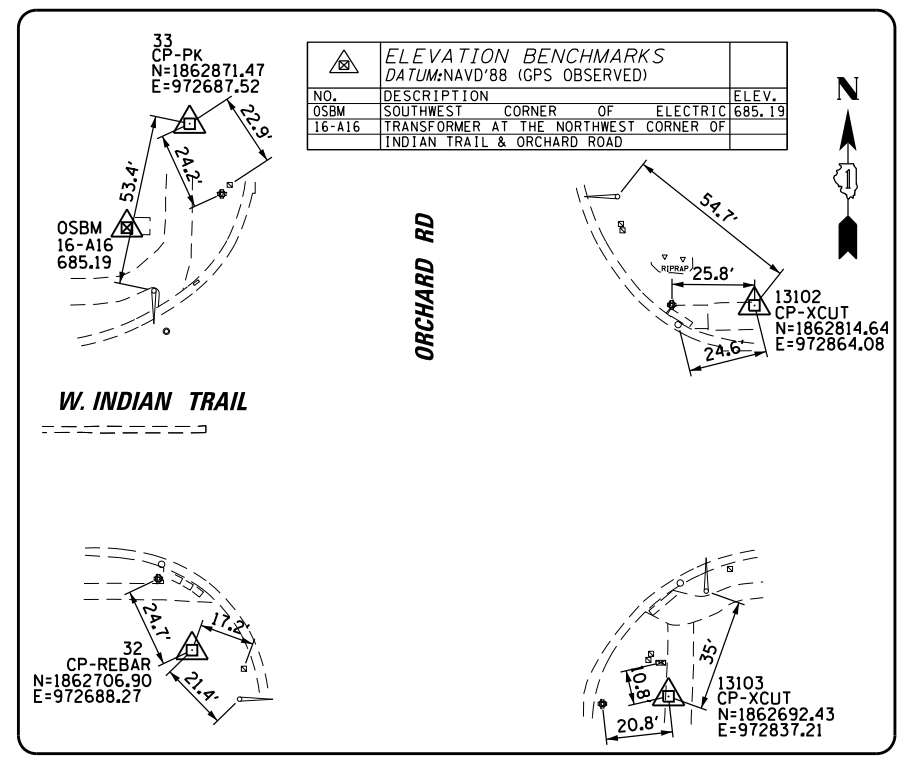 33
CP-PK
N=1862871.47
E=972687.52
ELEVATION BENCHMARKS
DATUM:NAVD'88 (GPS OBSERVED)
NO. DESCRIPTION ELEV.
OSBM SOUTHWEST CORNER OF ELECTRIC 685.19
16-A16 TRANSFORMER AT THE NORTHWEST CORNER OF
INDIAN TRAIL & ORCHARD ROAD
N
1
22.9'
24.2'
53.4'
OSBM
16-A16
685.19
ORCHARD RD
54.7'
RIPRAP
25.8'
13102
CP-XCUT
N=1862814.64
E=972864.08
24.6'
W. INDIAN TRAIL
24.7'
17.2'
32
CP-REBAR
N=1862706.90
E=972688.27
21.4'
35'
10.8
20.8'
13103
CP-XCUT
N=1862692.43
E=972837.21